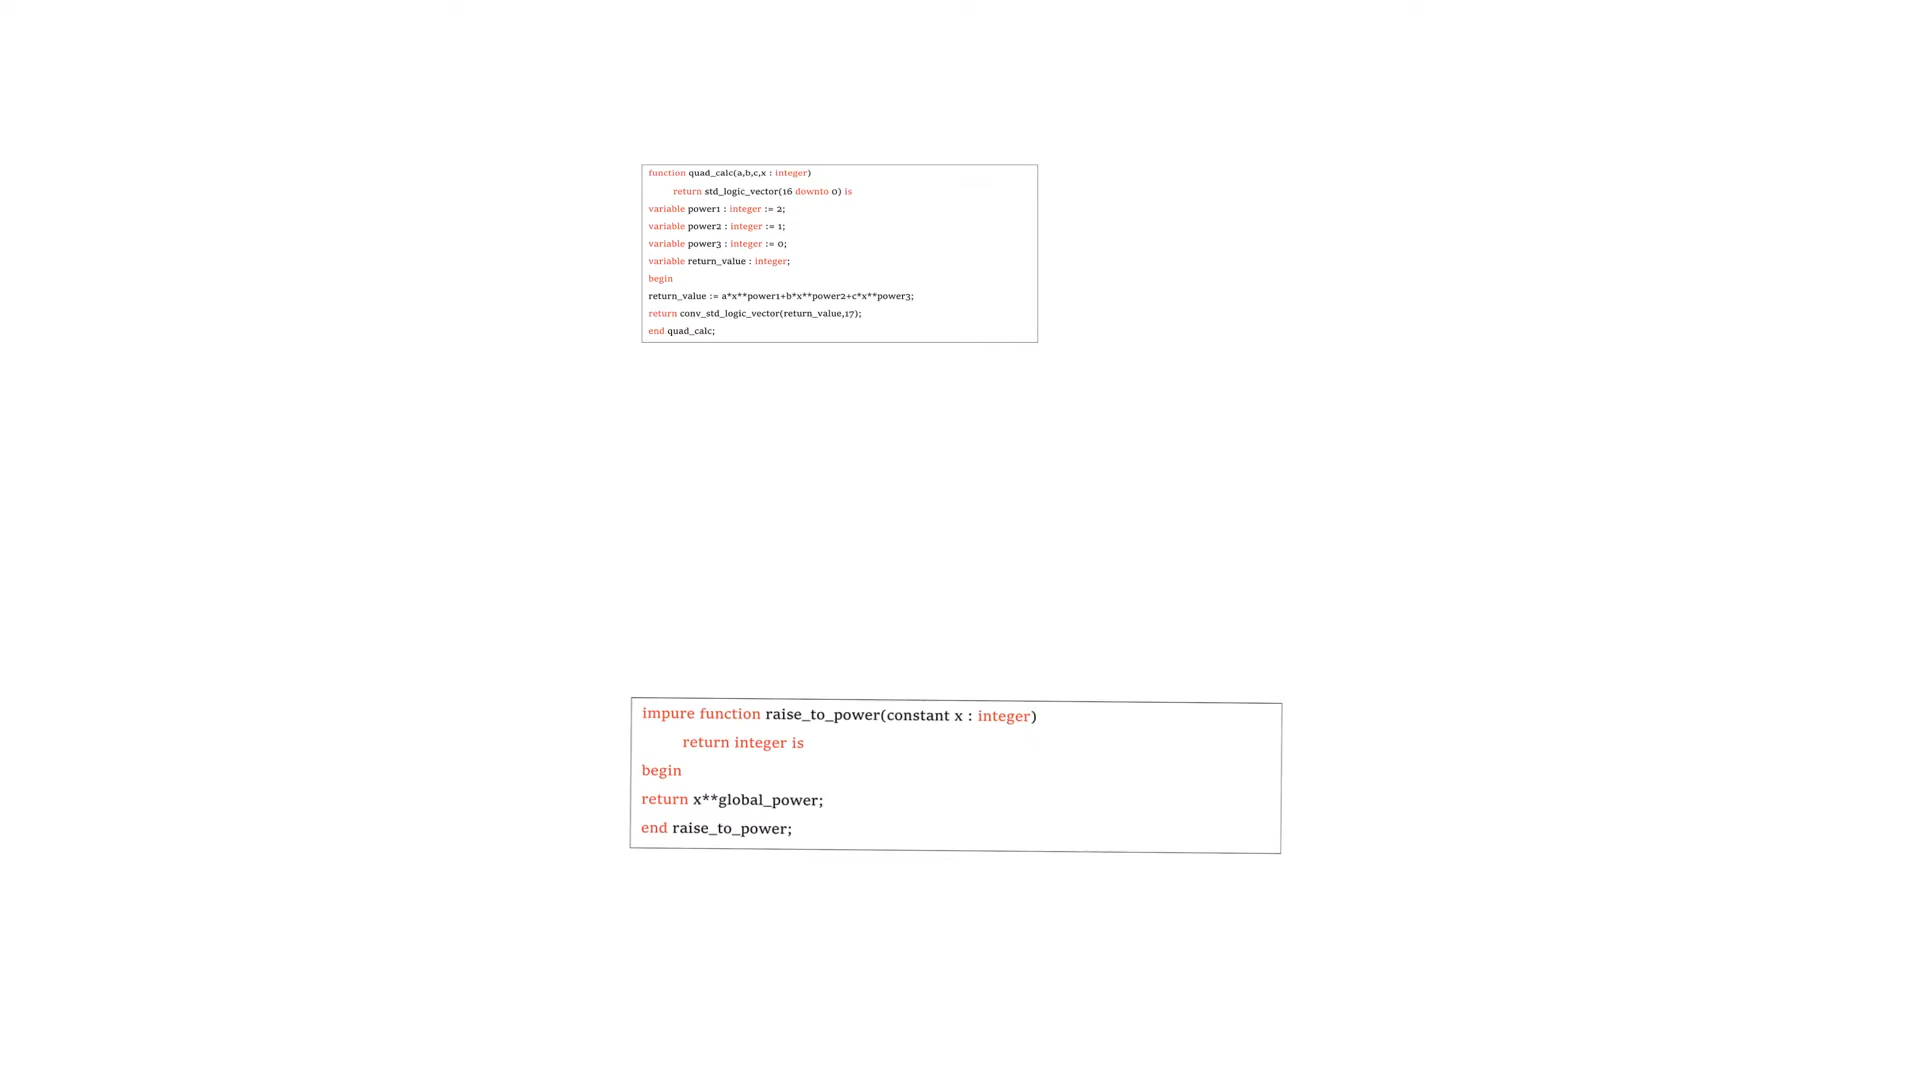 function quad_calc(a,b,c,x : integer)
return std_logic_vector(16 downto 0) is
variable power1 : integer := 2;
variable power2 : integer := 1;
variable power3 : integer := 0;
variable return_value : integer;
begin
return_value := a*x**power1+b*x**power2+c*x**power3;
return conv_std_logic_vector(return_value,17);
end quad_calc;
impure function raise_to_power(constant x : integer)
return integer is
begin
return x**global_power;
end raise_to_power;